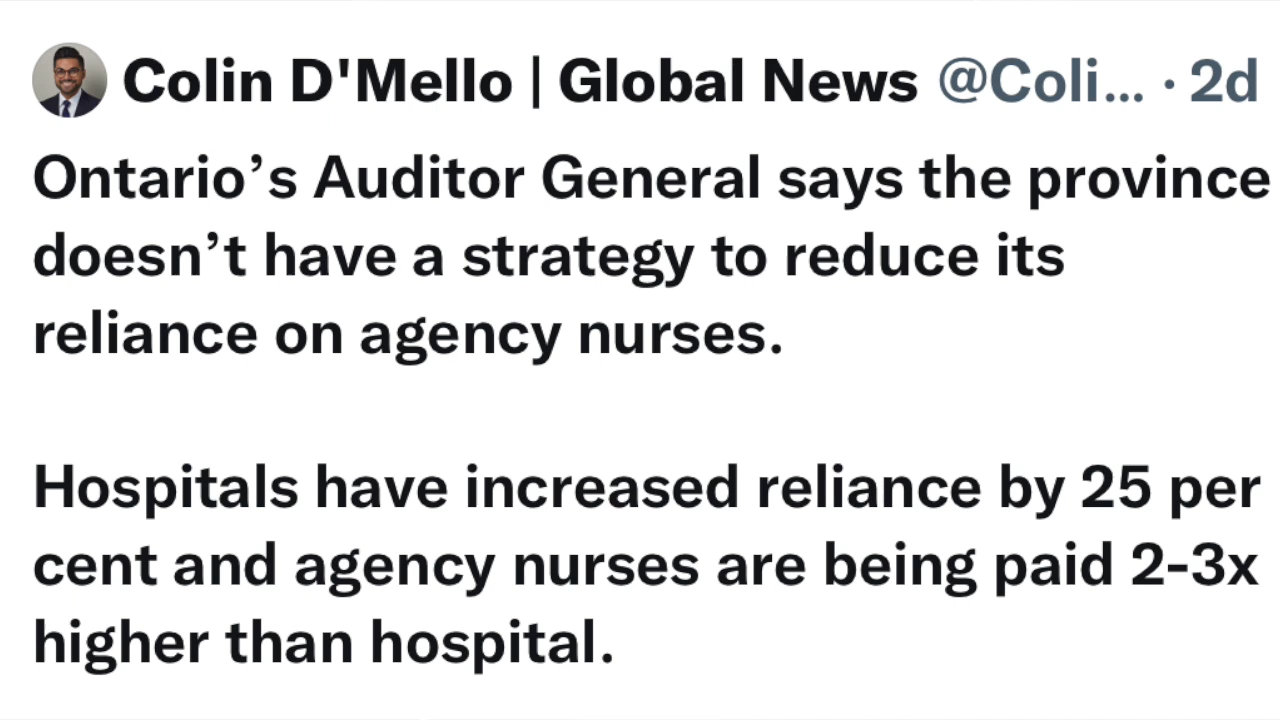 Colin D'Mello | Global News @Coli... · 2d
Ontario’s Auditor General says the province
doesn’t have a strategy to reduce its
reliance on agency nurses.
Hospitals have increased reliance by 25 per
cent and agency nurses are being paid 2-3x
higher than hospital.